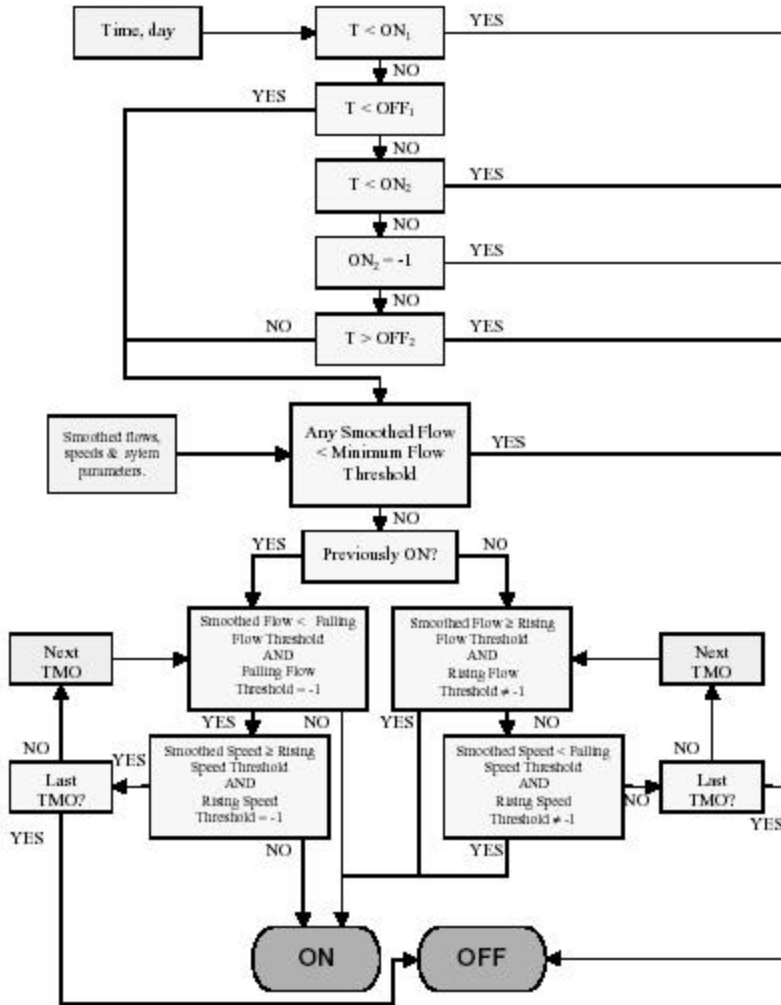 Time, day
T < ON₁
YES
NO
YES
T < OFF₁
NO
T < ON₂
YES
NO
ON₂ = -1
YES
NO
NO
T > OFF₂
YES
Smoothed flows,
speeds & sytem
parameters.
Any Smoothed Flow
< Minimum Flow
Threshold
YES
NO
YES
Previously ON?
NO
Next
TMO
Smoothed Flow < Falling
Flow Threshold
AND
Falling Flow
Threshold = -1
Smoothed Flow ≥ Rising
Flow Threshold
AND
Rising Flow
Threshold ≠ -1
Next
TMO
YES
NO
YES
NO
NO
Last
TMO?
YES
YES
Smoothed Speed ≥ Rising
Speed Threshold
AND
Rising Speed
Threshold = -1
NO
Smoothed Speed < Falling
Speed Threshold
AND
Rising Speed
Threshold ≠ -1
YES
NO
NO
Last
TMO?
YES
ON
OFF